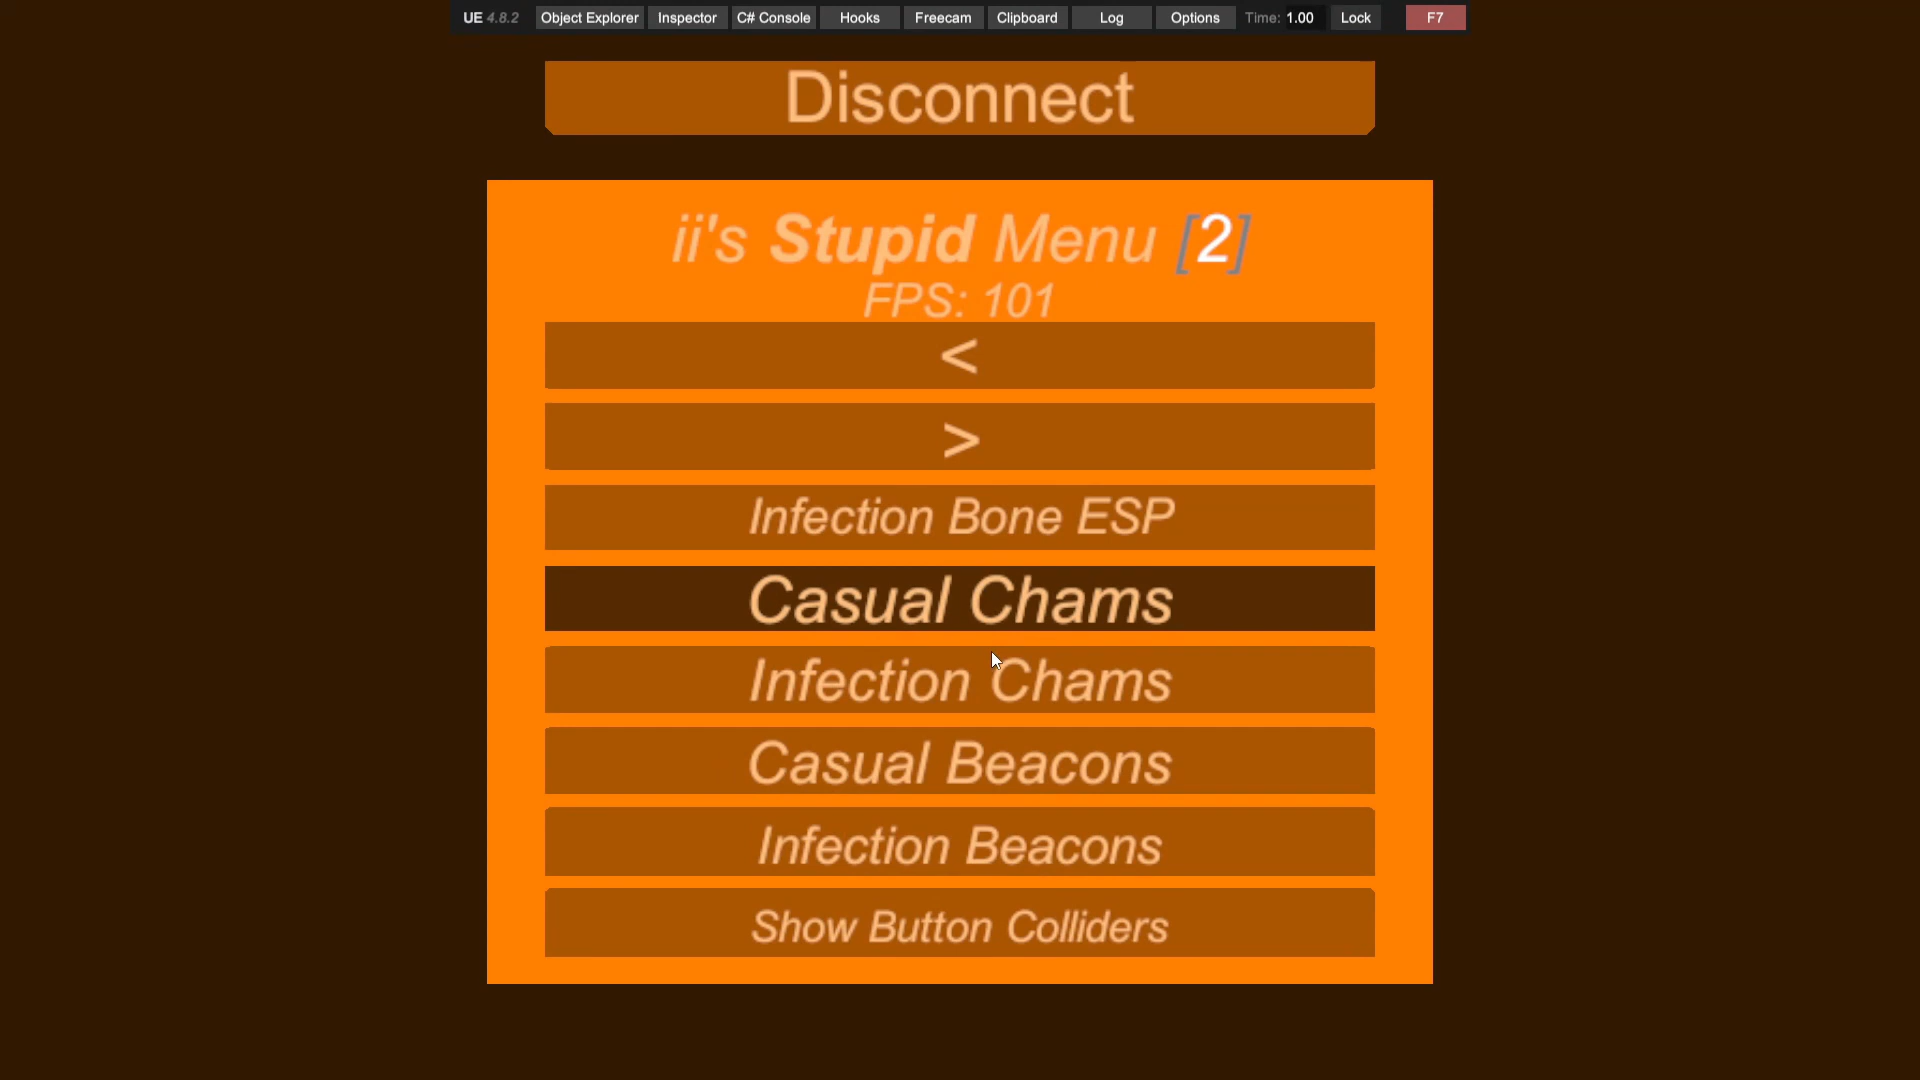 UE 4.8.2 Object Explorer Inspector C# Console Hooks Freecam Clipboard Log Options Time: 1.00 Lock F7
Disconnect
ii's Stupid Menu [2]
FPS: 101
<
>
Infection Bone ESP
Casual Chams
Infection Chams
Casual Beacons
Infection Beacons
Show Button Colliders